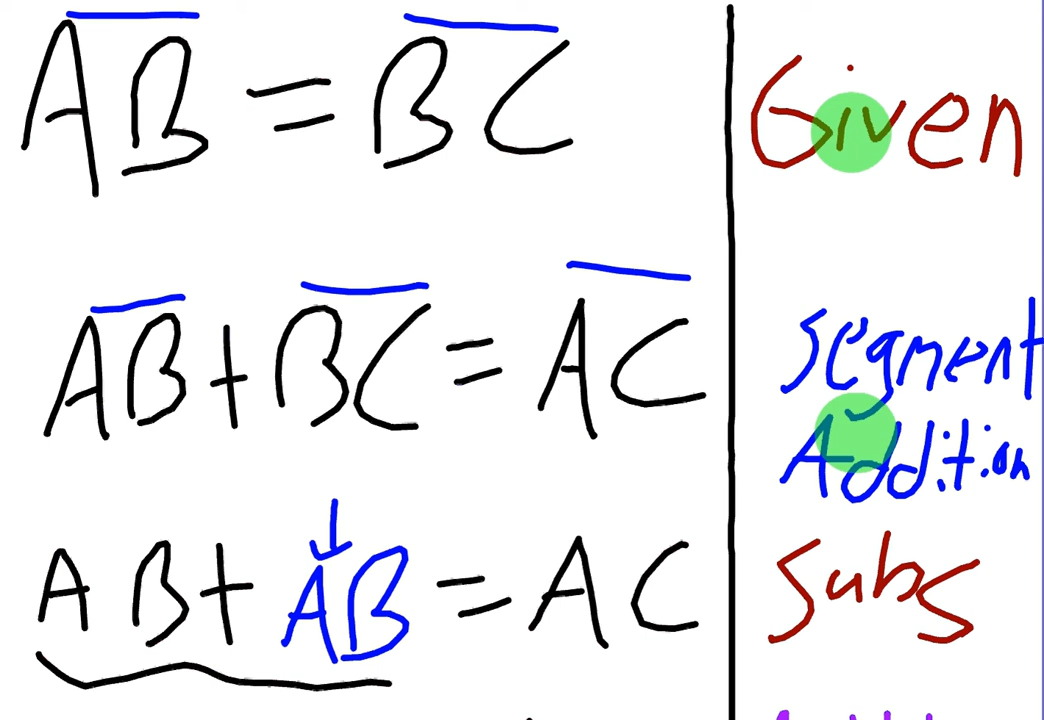 AB = BC Given
AB + BC = AC Segment
Addition
AB + AB = AC Subs